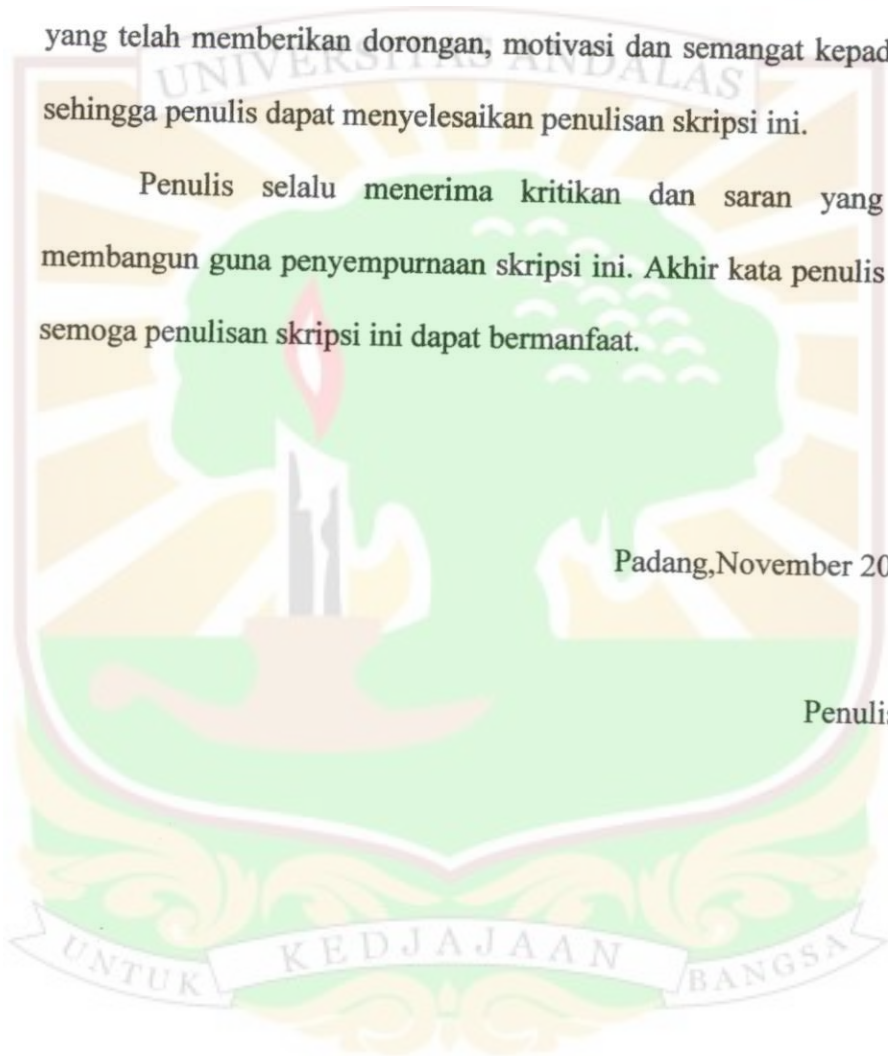 yang telah memberikan dorongan, motivasi dan semangat
UNIVERSITAS ANDALAS
sehingga penulis dapat menyelesaikan penulisan skripsi ini.
Penulis selalu menerima kritikan dan saran yang
membangun guna penyempurnaan skripsi ini. Akhir kata penulis
semoga penulisan skripsi ini dapat bermanfaat.
Padang,November 20
Penulis
UNTUK KEDJAJAAN BANGSA